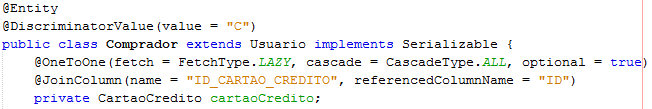 @Entity
@DiscriminatorValue(value = "C")
public class Comprador extends Usuario implements Serializable {
@OneToOne(fetch = FetchType.LAZY, cascade = CascadeType.ALL, optional = true)
@JoinColumn(name = "ID_CARTAO_CREDITO", referencedColumnName = "ID")
private CartaoCredito cartaoCredito;